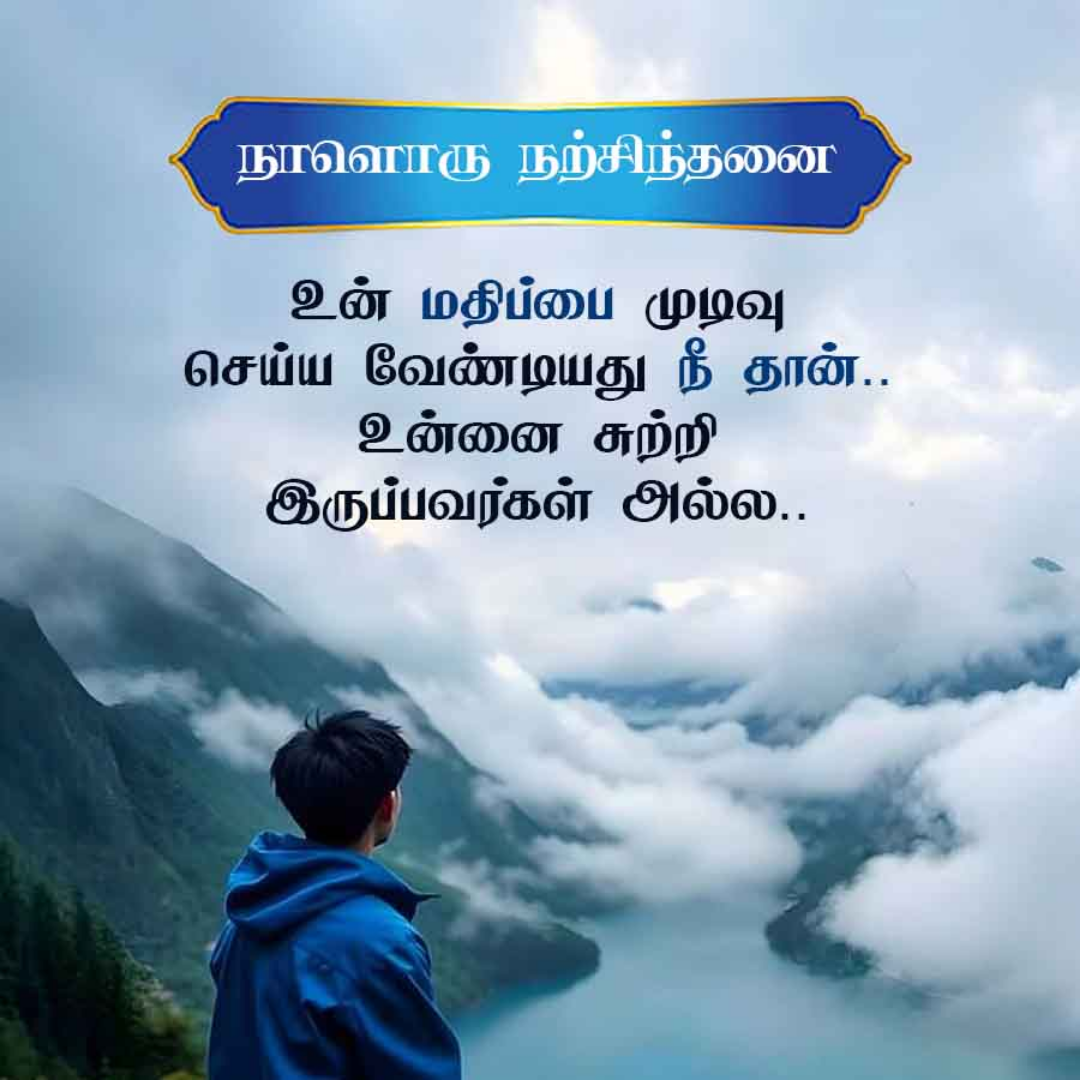 நாளொரு நற்சிந்தனை
உன் மதிப்பை முடிவு
செய்ய வேண்டியது நீ தான்..
உன்னை சுற்றி
இருப்பவர்கள் அல்ல..